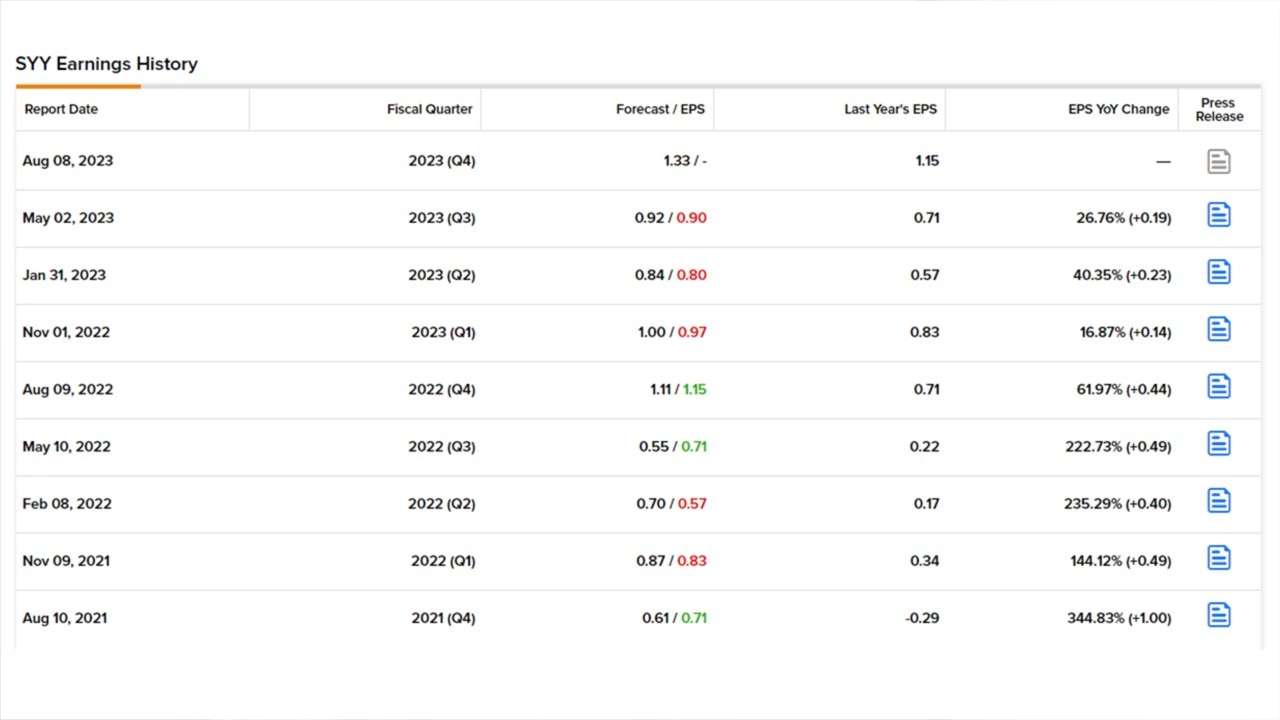 SYY Earnings History
Report Date Fiscal Quarter Forecast / EPS Last Year's EPS EPS YoY Change Press Release
Aug 08, 2023 2023 (Q4) 1.33 / - 1.15 —
May 02, 2023 2023 (Q3) 0.92 / 0.90 0.71 26.76% (+0.19)
Jan 31, 2023 2023 (Q2) 0.84 / 0.80 0.57 40.35% (+0.23)
Nov 01, 2022 2023 (Q1) 1.00 / 0.97 0.83 16.87% (+0.14)
Aug 09, 2022 2022 (Q4) 1.11 / 1.15 0.71 61.97% (+0.44)
May 10, 2022 2022 (Q3) 0.55 / 0.71 0.22 222.73% (+0.49)
Feb 08, 2022 2022 (Q2) 0.70 / 0.57 0.17 235.29% (+0.40)
Nov 09, 2021 2022 (Q1) 0.87 / 0.83 0.34 144.12% (+0.49)
Aug 10, 2021 2021 (Q4) 0.61 / 0.71 -0.29 344.83% (+1.00)